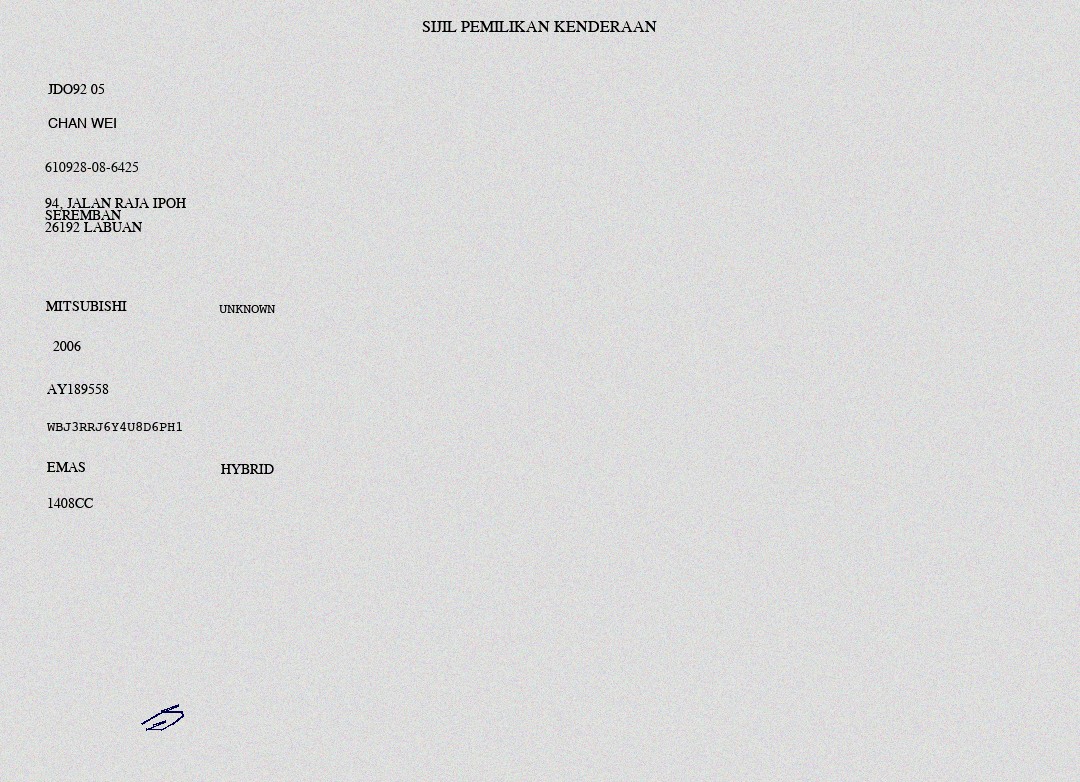 SIJIL PEMILIKAN KENDERAAN
JDO92 05
CHAN WEI
610928-08-6425
94, JALAN RAJA IPOH
SEREMBAN
26192 LABUAN
MITSUBISHI UNKNOWN
2006
AY189558
WBJ3RRJ6Y4U8D6PH1
EMAS HYBRID
1408CC